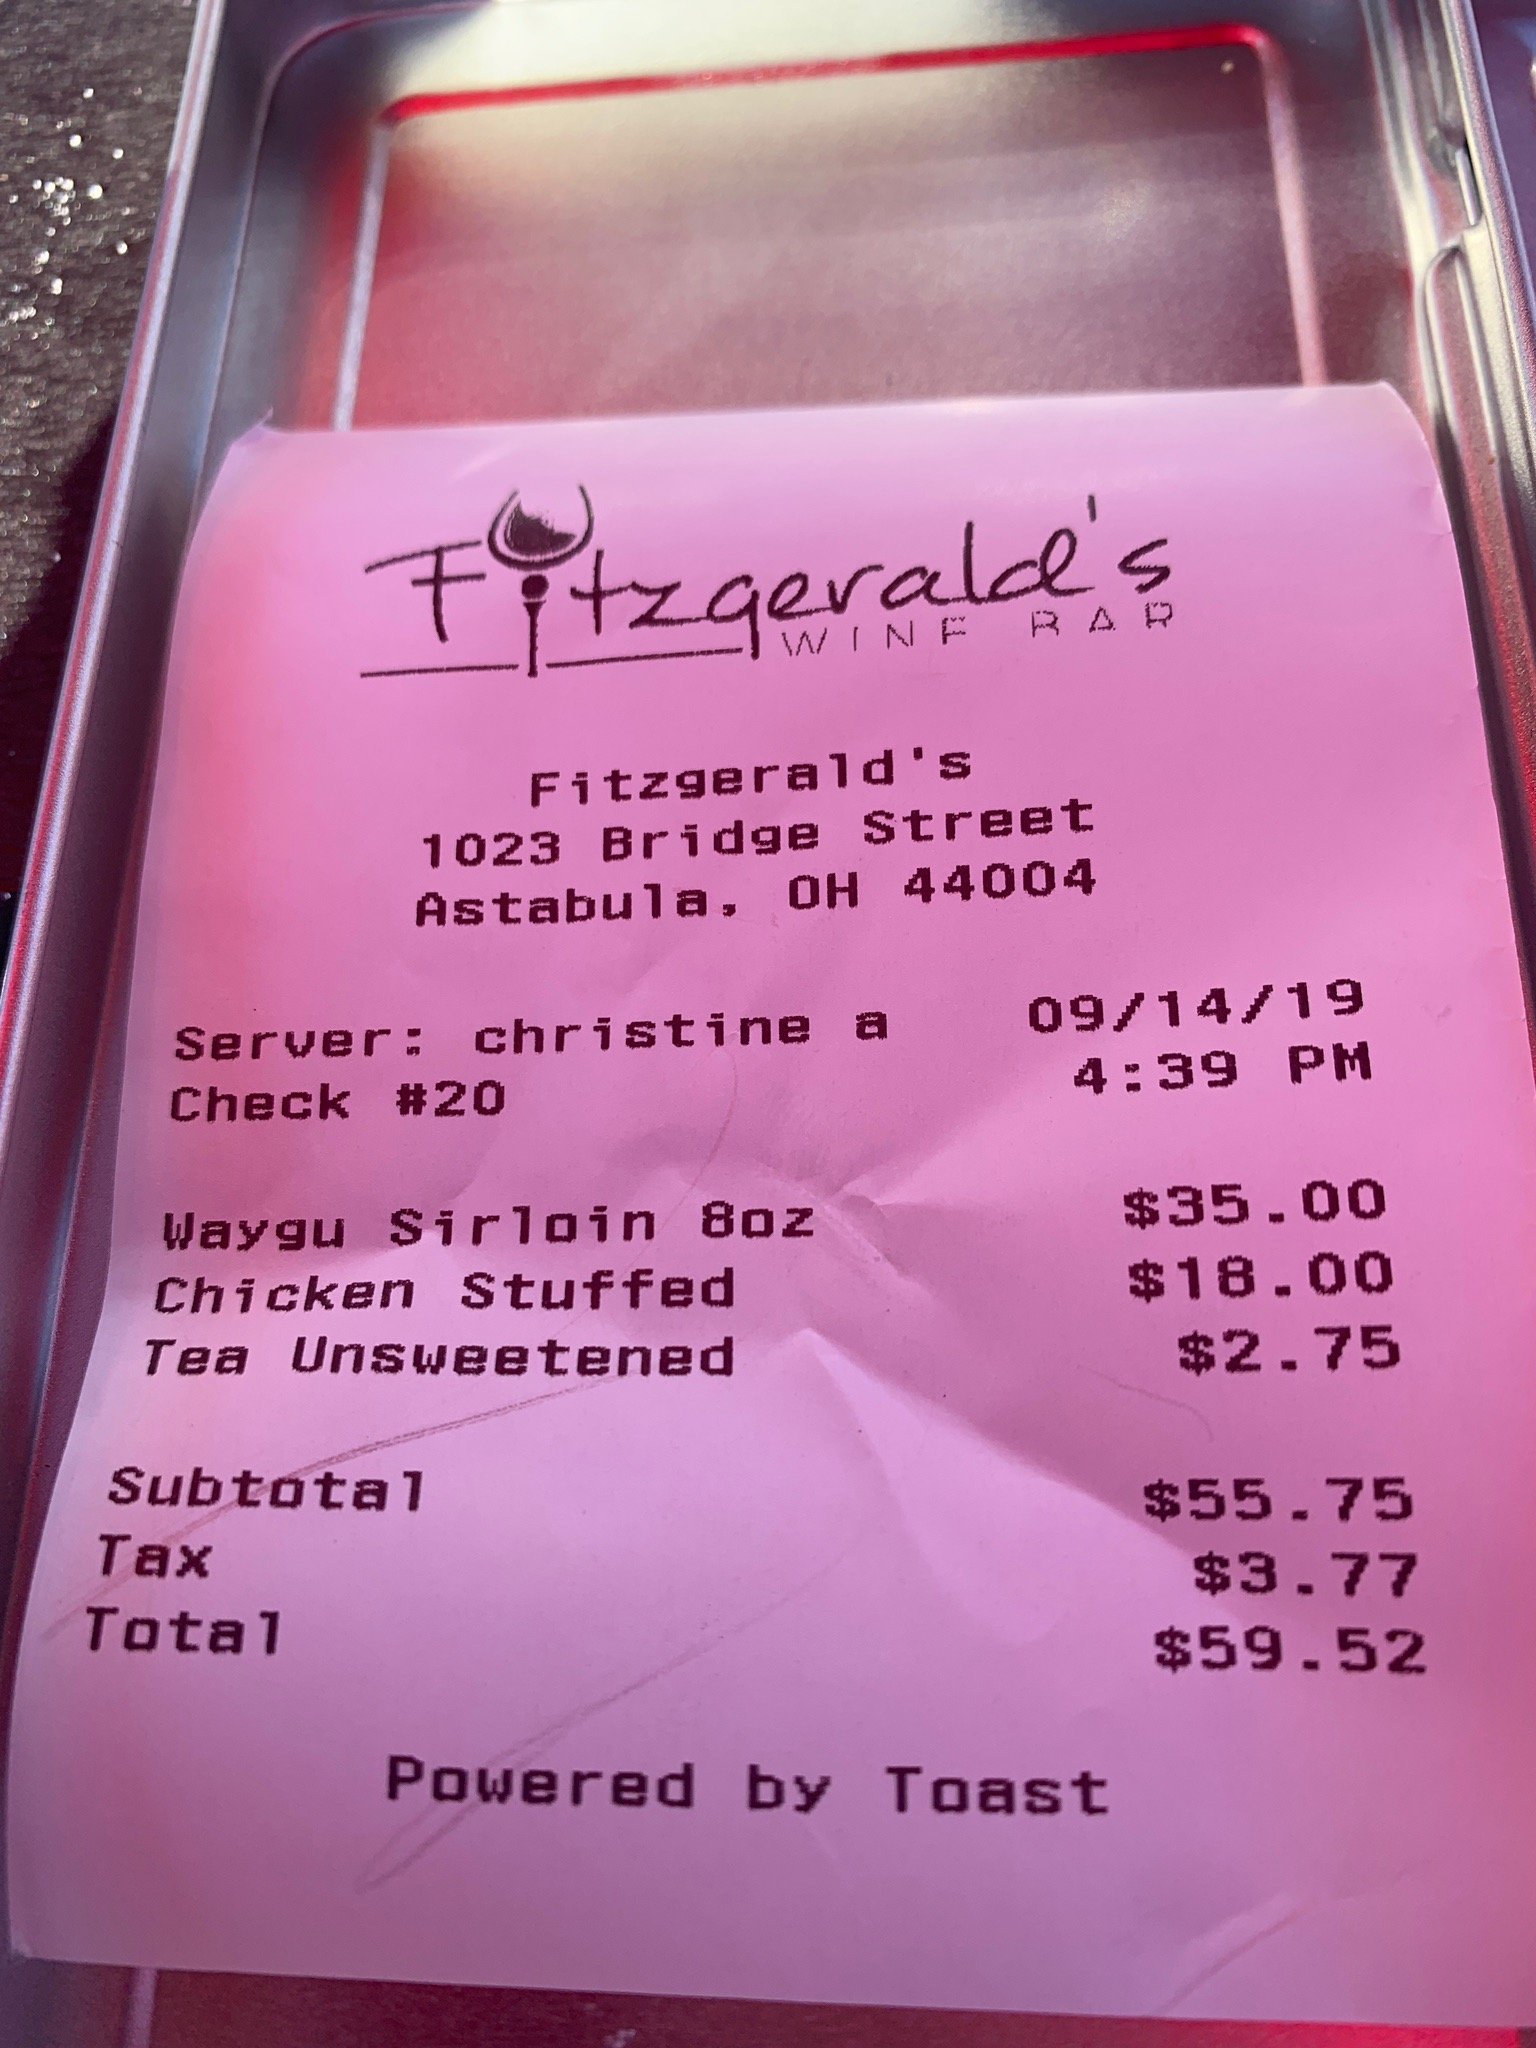 Fitzgerald's
WINE BAR
Fitzgerald's
1023 Bridge Street
Astabula, OH 44004
Server: christine a 09/14/19
Check #20 4:39 PM
Waygu Sirloin 8oz $35.00
Chicken Stuffed $18.00
Tea Unsweetened $2.75
Subtotal $55.75
Tax $3.77
Total $59.52
Powered by Toast